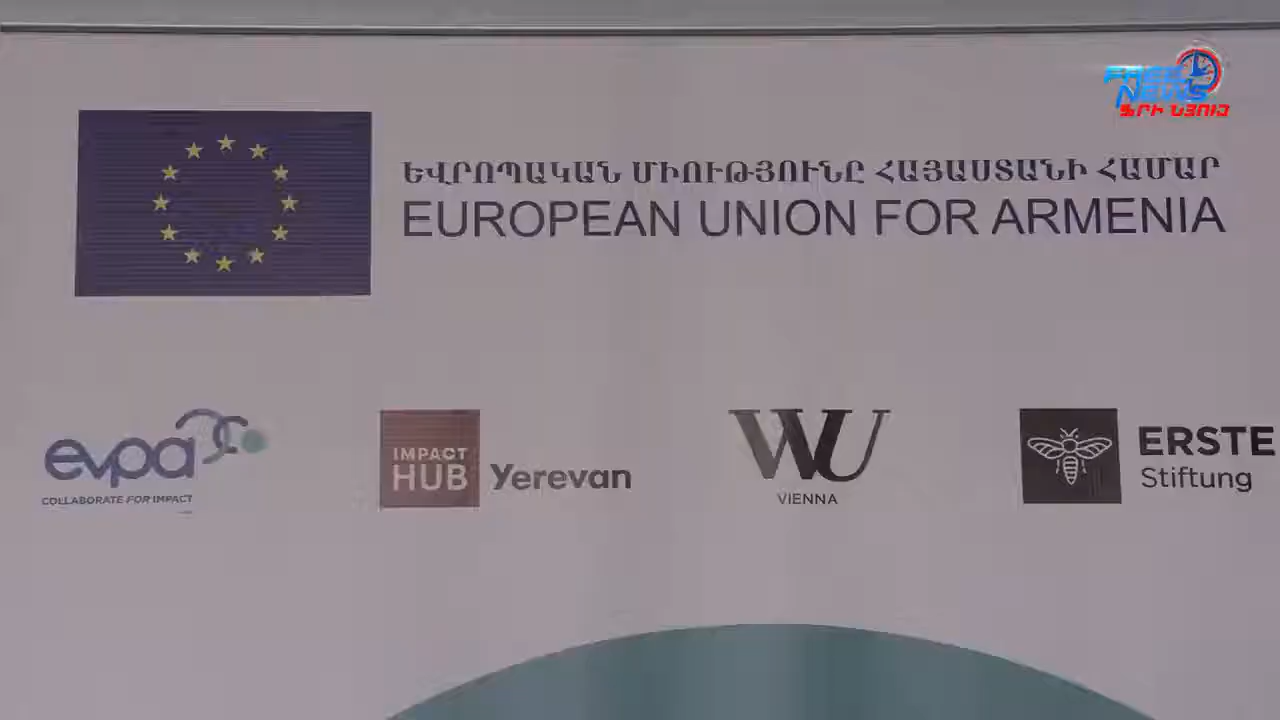 FREE
NEWS
ՖՐԻ ՆՅՈՒԶ
ԵՎՐՈՊԱԿԱՆ ՄԻՈՒԹՅՈՒՆԸ ՀԱՅԱՍՏԱՆԻ ՀԱՄԱՐ
EUROPEAN UNION FOR ARMENIA
evpa
COLLABORATE FOR IMPACT
IMPACT
HUB Yerevan
WU
VIENNA
ERSTE
Stiftung